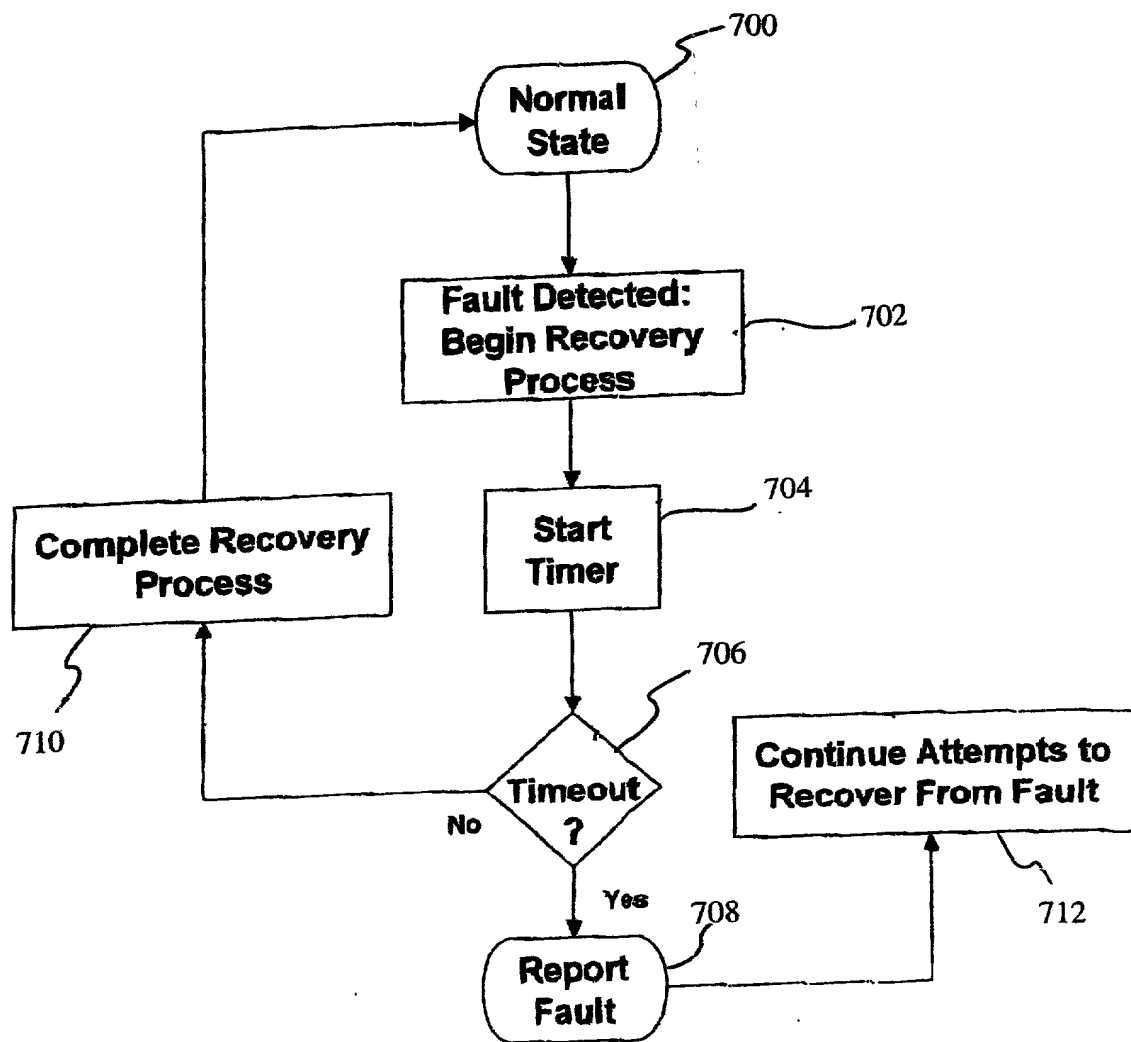 700
Normal
State
Fault Detected:
Begin Recovery
Process
702
704
Start
Timer
Complete Recovery
Process
710
706
Timeout
?
No
Yes
Continue Attempts to
Recover From Fault
712
708
Report
Fault